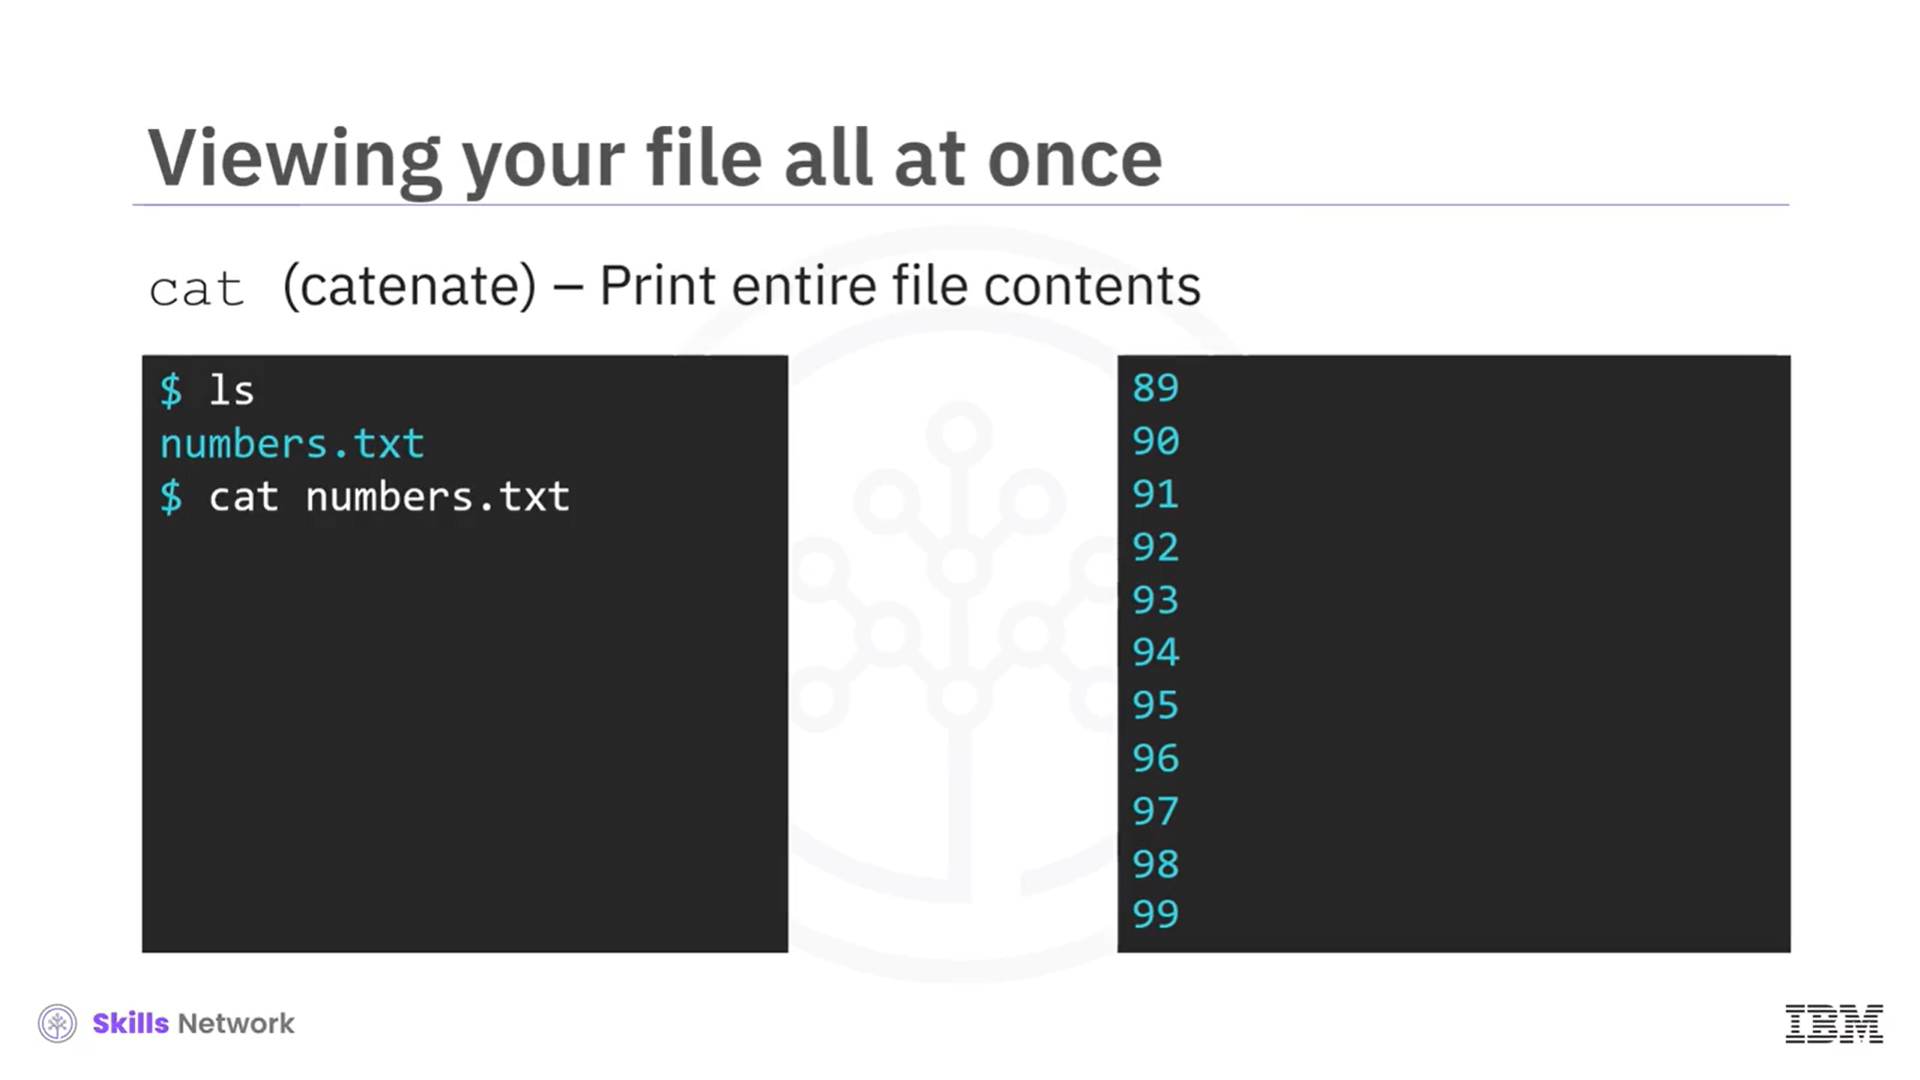 Viewing your file all at once
cat (catenate) – Print entire file contents
$ ls
numbers.txt
$ cat numbers.txt
89
90
91
92
93
94
95
96
97
98
99
Skills Network
IBM